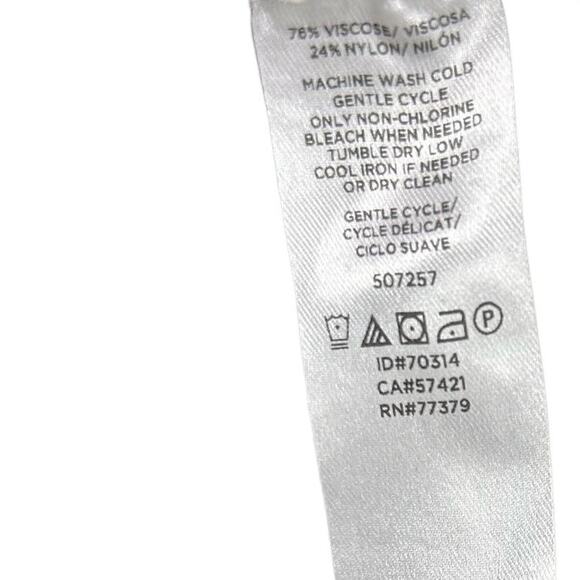 76% VISCOSE/ VISCOSA
24% NYLON/ NILÓN
MACHINE WASH COLD
GENTLE CYCLE
ONLY NON-CHLORINE
BLEACH WHEN NEEDED
TUMBLE DRY LOW
COOL IRON IF NEEDED
OR DRY CLEAN
GENTLE CYCLE/
CYCLE DÉLICAT/
CICLO SUAVE
507257
P
ID#70314
CA#57421
RN#77379